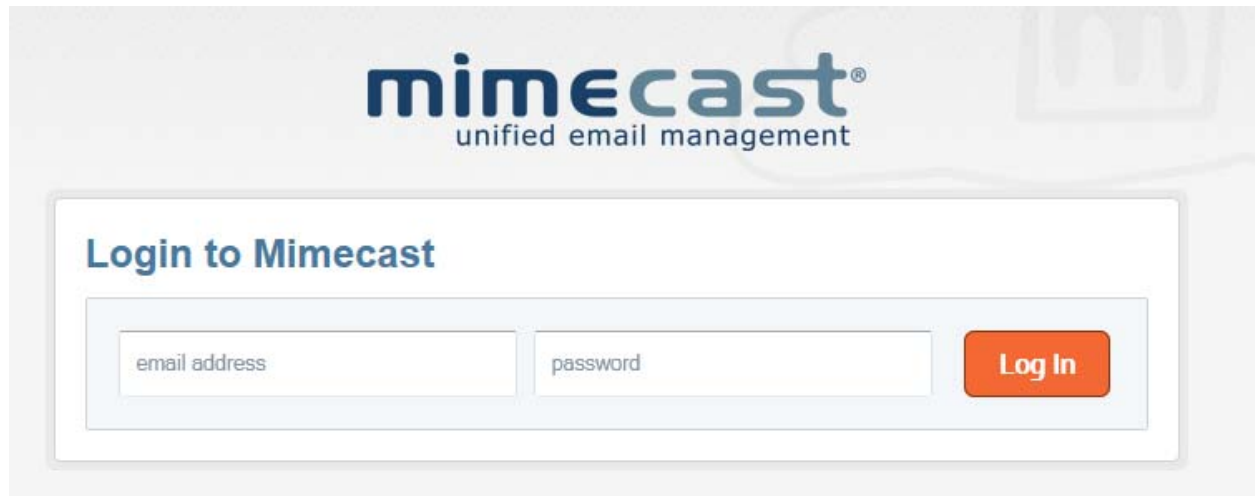 mimecast®
unified email management
Login to Mimecast
email address password Log In